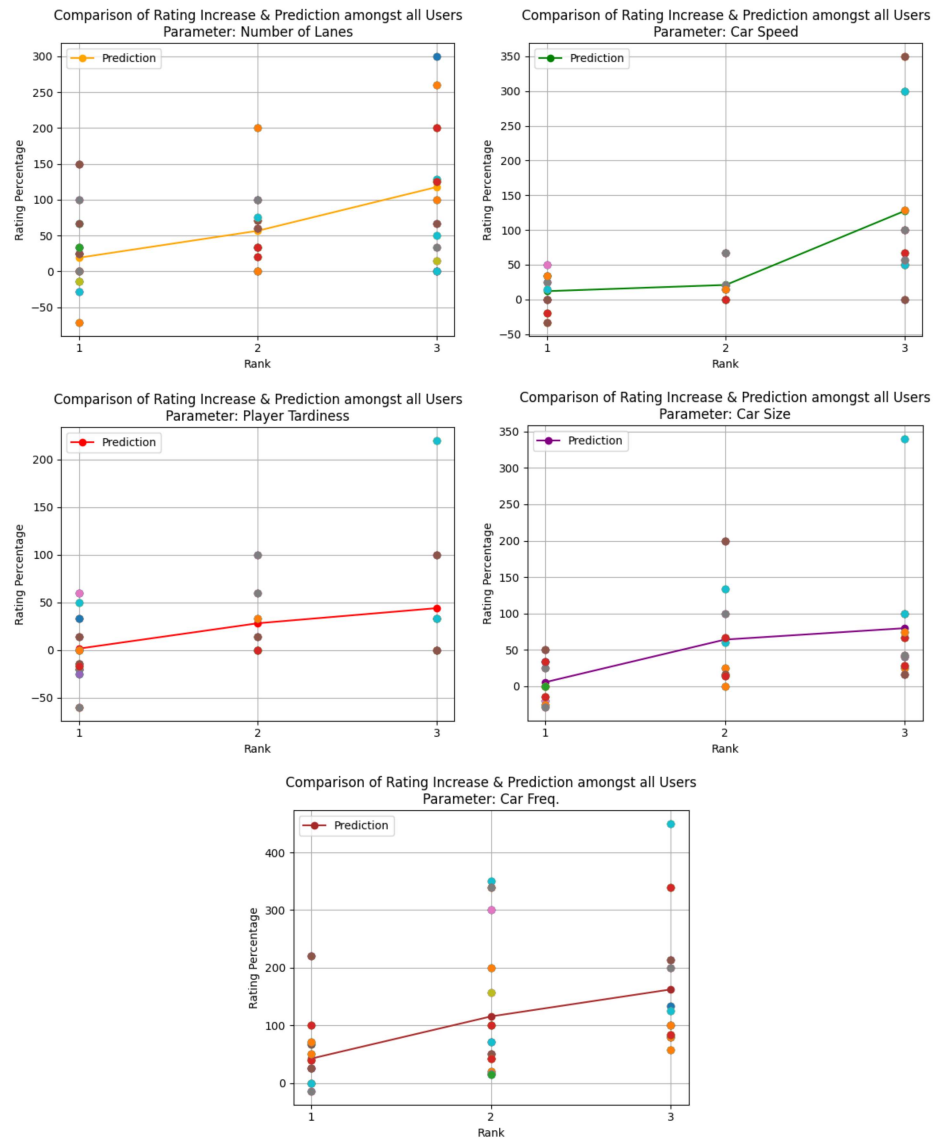 Comparison of Rating Increase & Prediction amongst all Users
Parameter: Number of Lanes
Prediction
300
250
200
150
100
50
0
−50
Rating Percentage
1
2
3
Rank
Comparison of Rating Increase & Prediction amongst all Users
Parameter: Car Speed
Prediction
350
300
250
200
150
100
50
0
−50
Rating Percentage
1
2
3
Rank
Comparison of Rating Increase & Prediction amongst all Users
Parameter: Player Tardiness
Prediction
200
150
100
50
0
−50
Rating Percentage
1
2
3
Rank
Comparison of Rating Increase & Prediction amongst all Users
Parameter: Car Size
Prediction
350
300
250
200
150
100
50
0
Rating Percentage
1
2
3
Rank
Comparison of Rating Increase & Prediction amongst all Users
Parameter: Car Freq.
Prediction
400
300
200
100
0
Rating Percentage
1
2
3
Rank